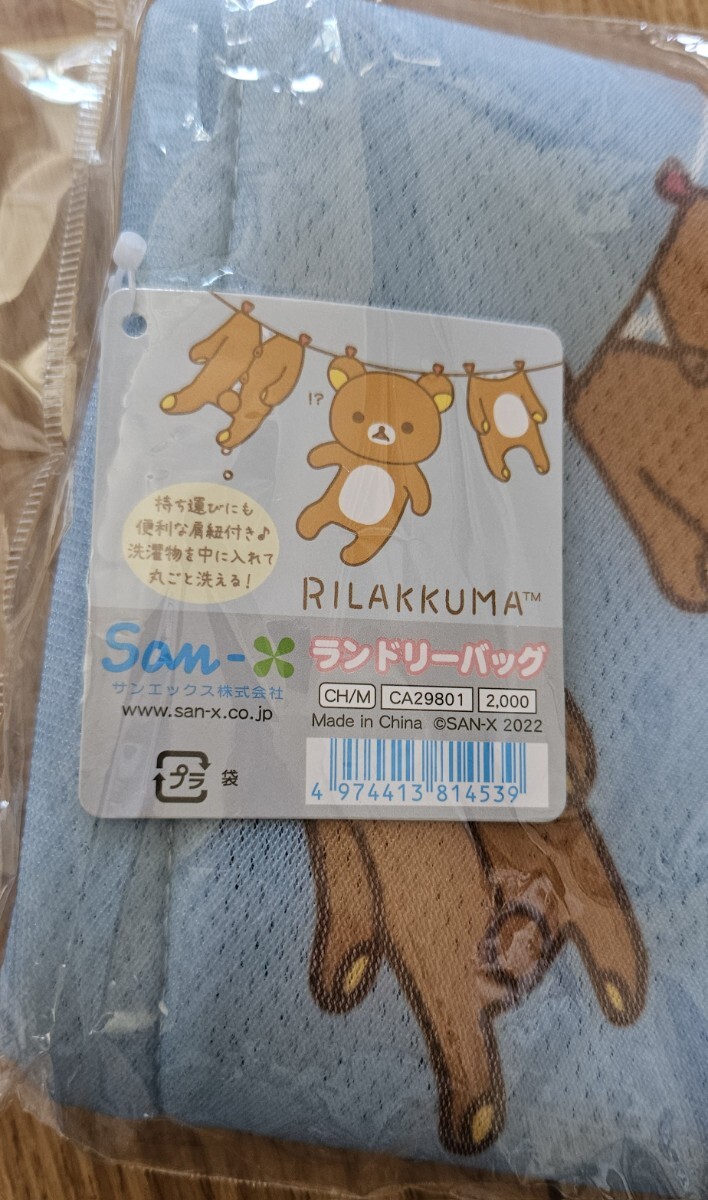 !?
待ち運びにも
便利な肩紐付き♪
洗濯物を中に入れて
丸ごと洗える!
RILAKKUMA™
San-X
サンエックス株式会社
www.san-x.co.jp
ランドリーバッグ
CH/M CA29801 2,000
Made in China ©SAN-X 2022
プラ 袋
4 974413 814539